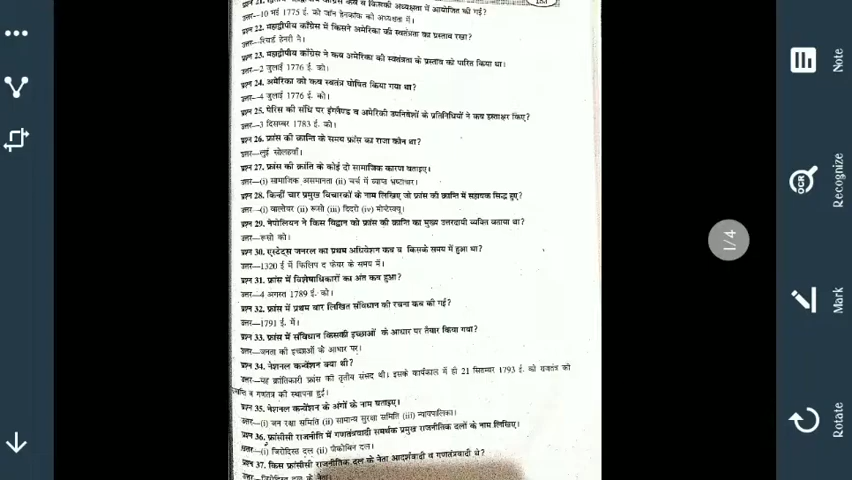 उत्तर—10 मई 1775 ई. को जॉन हेनकॉक की अध्यक्षता में।
प्रश्न 22. महाद्वीपीय काँग्रेस में किसने अमेरिका की स्वतंत्रता का प्रस्ताव रखा?
उत्तर—रिचर्ड हेनरी ने।
प्रश्न 23. महाद्वीपीय काँग्रेस ने कब अमेरिका की स्वतंत्रता के प्रस्ताव को पारित किया था।
उत्तर—2 जुलाई 1776 ई. को।
प्रश्न 24. अमेरिका को कब स्वतंत्र घोषित किया गया था?
उत्तर—4 जुलाई 1776 ई. को।
प्रश्न 25. पेरिस की संधि पर इंग्लैण्ड व अमेरिकी उपनिवेशों के प्रतिनिधियों ने कब हस्ताक्षर किए?
उत्तर—3 दिसम्बर 1783 ई. को।
प्रश्न 26. फ्रांस की क्रान्ति के समय फ्रांस का राजा कौन था?
उत्तर—लुई सोलहवाँ।
प्रश्न 27. फ्रांस की क्रांति के कोई दो सामाजिक कारण बताइए।
उत्तर—(i) सामाजिक असमानता (ii) चर्च में व्याप्त भ्रष्टाचार।
प्रश्न 28. किन्हीं चार प्रमुख विचारकों के नाम लिखिए जो फ्रांस की क्रान्ति में सहायक सिद्ध हुए?
उत्तर—(i) वाल्तेयर (ii) रूसो (iii) दिदरो (iv) मोण्टेस्क्यू।
प्रश्न 29. नेपोलियन ने किस विद्वान को फ्रांस की क्रान्ति का मुख्य उत्तरदायी व्यक्ति बताया था?
उत्तर—रूसो को।
प्रश्न 30. एस्टेट्स जनरल का प्रथम अधिवेशन कब व किसके समय में हुआ था?
उत्तर—1320 ई में फिलिप द फेयर के समय में।
प्रश्न 31. फ्रांस में विशेषाधिकारों का अंत कब हुआ?
उत्तर—4 अगस्त 1789 ई. को।
प्रश्न 32. फ्रांस में प्रथम बार लिखित संविधान की रचना कब की गई?
उत्तर—1791 ई. में।
प्रश्न 33. फ्रांस में संविधान किसकी इच्छाओं के आधार पर तैयार किया गया?
उत्तर—जनता की इच्छाओं के आधार पर।
प्रश्न 34. नेशनल कन्वेंशन क्या थी?
उत्तर—यह क्रांतिकारी फ्रांस की तृतीय संसद थी। इसके कार्यकाल में ही 21 सितम्बर 1793 ई. को राजतंत्र की
व गणतंत्र की स्थापना हुई।
प्रश्न 35. नेशनल कन्वेंशन के अंगों के नाम बताइए।
उत्तर—(i) जन रक्षा समिति (ii) सामान्य सुरक्षा समिति (iii) न्यायपालिका।
प्रश्न 36. फ्रांसीसी राजनीति में गणतंत्रवादी समर्थक प्रमुख राजनीतिक दलों के नाम लिखिए।
उत्तर—(i) जिरोंदिस्त दल (ii) जैकोबिन दल।
प्रश्न 37. किस फ्रांसीसी राजनीतिक दल के नेता आदर्शवादी व गणतंत्रवादी थे?
1/4
Note
OCR
Recognize
Mark
Rotate